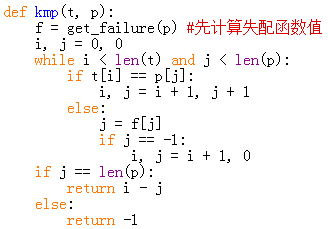 def kmp(t, p):
    f = get_failure(p) #先计算失配函数值
    i, j = 0, 0
    while i < len(t) and j < len(p):
        if t[i] == p[j]:
            i, j = i + 1, j + 1
        else:
            j = f[j]
            if j == -1:
                i, j = i + 1, 0
    if j == len(p):
        return i - j
    else:
        return -1